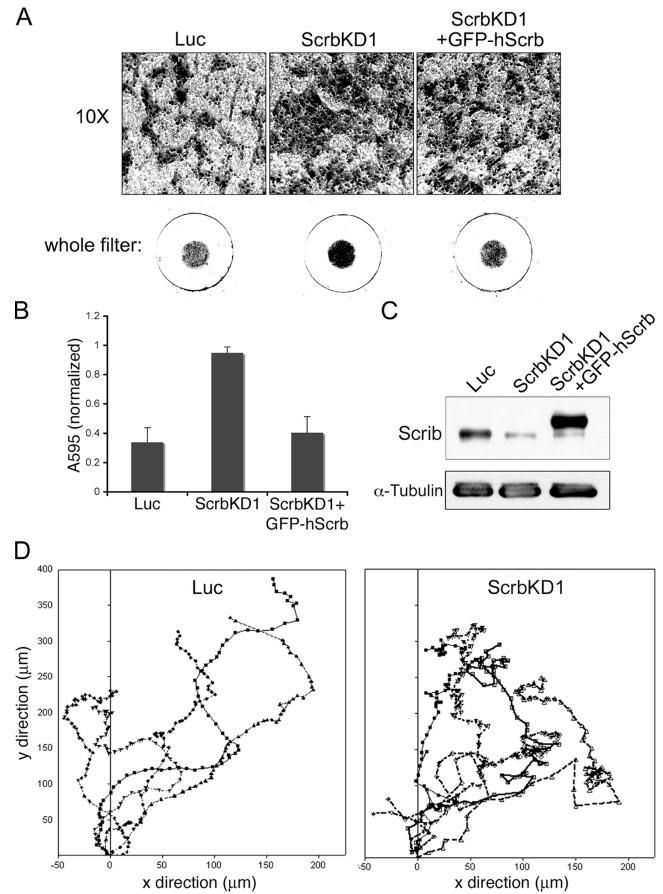 A
Luc
ScrbKD1
ScrbKD1
+GFP-hScrb
10X
whole filter:
B
A595 (normalized)
1.2
1
0.8
0.6
0.4
0.2
0
Luc
ScrbKD1
ScrbKD1+
GFP-hScrb
C
Luc
ScrbKD1
ScrbKD1
+GFP-hScrb
Scrib
α-Tubulin
D
Luc
y direction (μm)
400
350
300
250
200
150
100
50
-50
0
50
100
150
200
x direction (μm)
ScrbKD1
-50
0
50
100
150
200
x direction (μm)